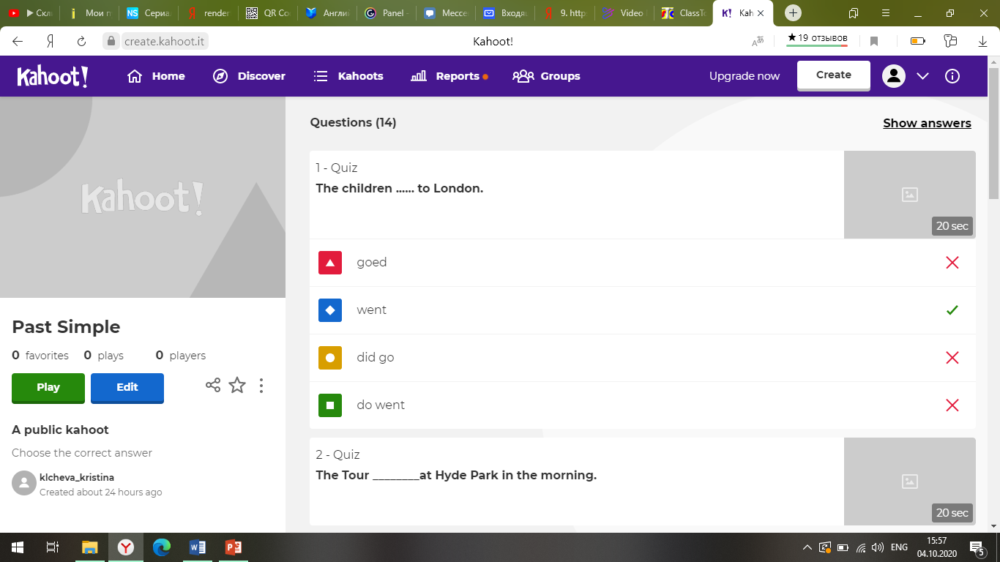 Скл
Мои п
NS Сериа
render
QR Co
Англи
Panel -
Мессе
Входя
9. http
Video
ClassTo
K! Kah
create.kahoot.it
Kahoot!
★19 отзывов
Kahoot!
Home
Discover
Kahoots
Reports
Groups
Upgrade now
Create
Kahoot!
Past Simple
0 favorites 0 plays 0 players
Play
Edit
A public kahoot
Choose the correct answer
klcheva_kristina
Created about 24 hours ago
Questions (14)
Show answers
1 - Quiz
The children ...... to London.
20 sec
goed
went
did go
do went
2 - Quiz
The Tour ________at Hyde Park in the morning.
20 sec
ENG
15:57
04.10.2020
5